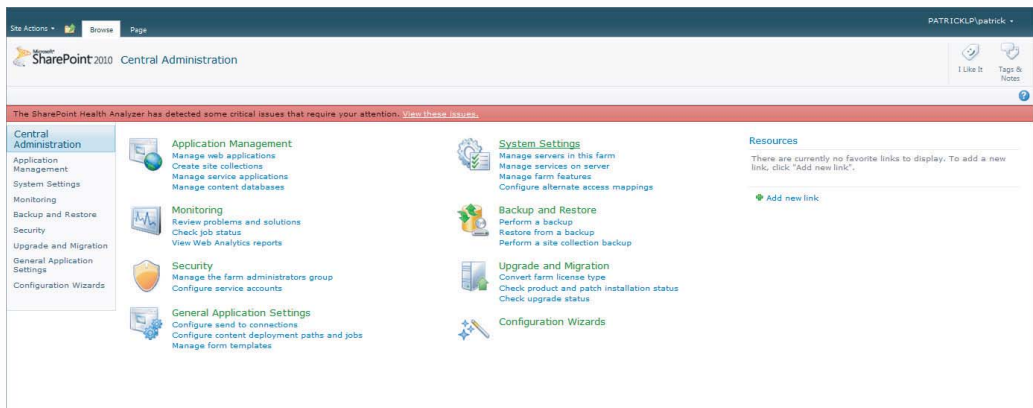 PATRICKLP\patrick
Site Actions
Browse
Page
Microsoft
SharePoint 2010 Central Administration
I Like It
Tags &
Notes
The SharePoint Health Analyzer has detected some critical issues that require your attention. View these issues.
Central
Administration
Application
Management
System Settings
Monitoring
Backup and Restore
Security
Upgrade and Migration
General Application
Settings
Configuration Wizards
Application Management
Manage web applications
Create site collections
Manage service applications
Manage content databases
Monitoring
Review problems and solutions
Check job status
View Web Analytics reports
Security
Manage the farm administrators group
Configure service accounts
General Application Settings
Configure send to connections
Configure content deployment paths and jobs
Manage form templates
System Settings
Manage servers in this farm
Manage services on server
Manage farm features
Configure alternate access mappings
Backup and Restore
Perform a backup
Restore from a backup
Perform a site collection backup
Upgrade and Migration
Convert farm license type
Check product and patch installation status
Check upgrade status
Configuration Wizards
Resources
There are currently no favorite links to display. To add a new
link, click "Add new link".
Add new link